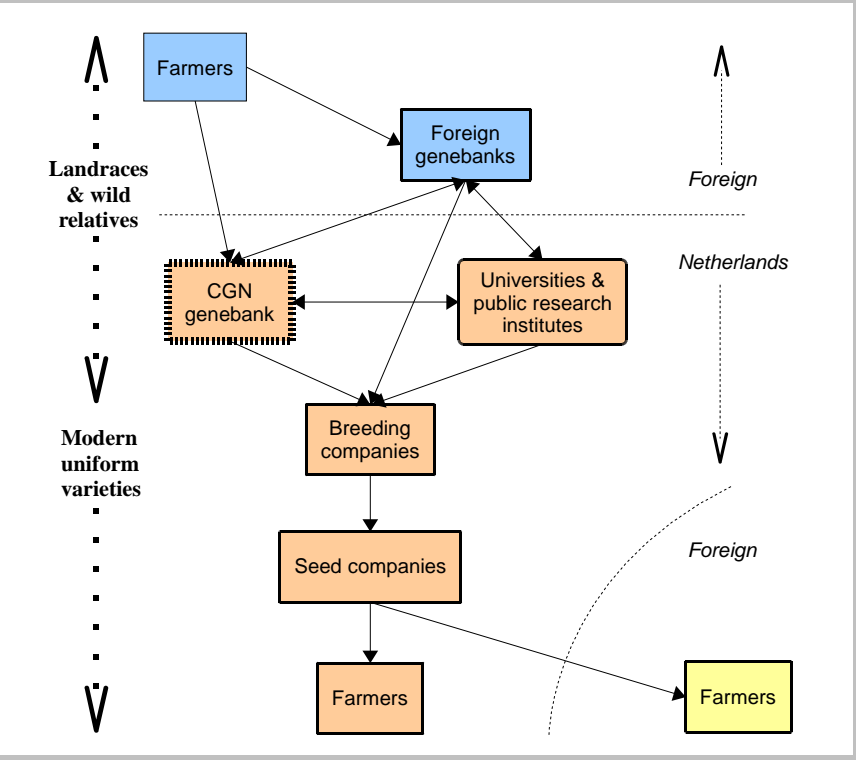 Farmers
Foreign
genebanks
Landraces
& wild
relatives
Foreign
Netherlands
CGN
genebank
Universities &
public research
institutes
Breeding
companies
Modern
uniform
varieties
Seed companies
Foreign
Farmers
Farmers